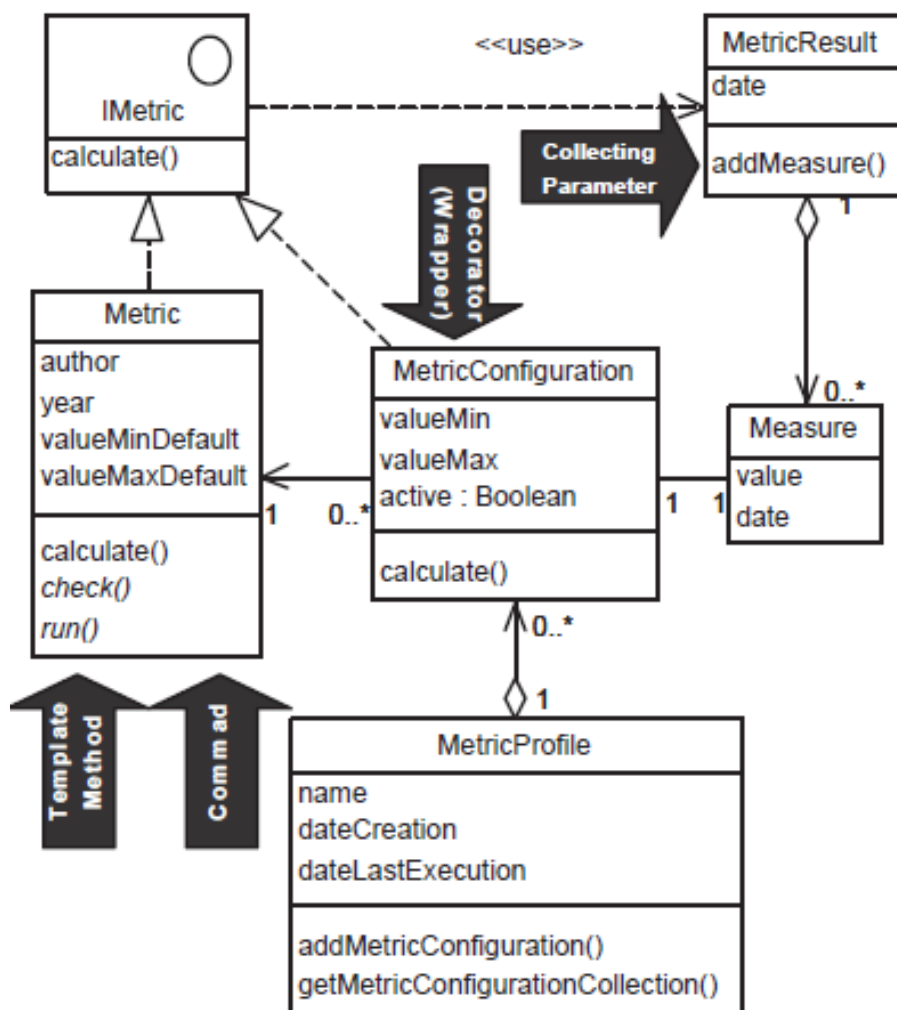 <<use>>
IMetric
calculate()
MetricResult
date
addMeasure()
Collecting
Parameter
Decorator
(Wrapper)
1
0..*
Metric
author
year
valueMinDefault
valueMaxDefault
calculate()
check()
run()
1
0..*
MetricConfiguration
valueMin
valueMax
active : Boolean
calculate()
1
1
Measure
value
date
0..*
1
Template
Method
Commad
MetricProfile
name
dateCreation
dateLastExecution
addMetricConfiguration()
getMetricConfigurationCollection()